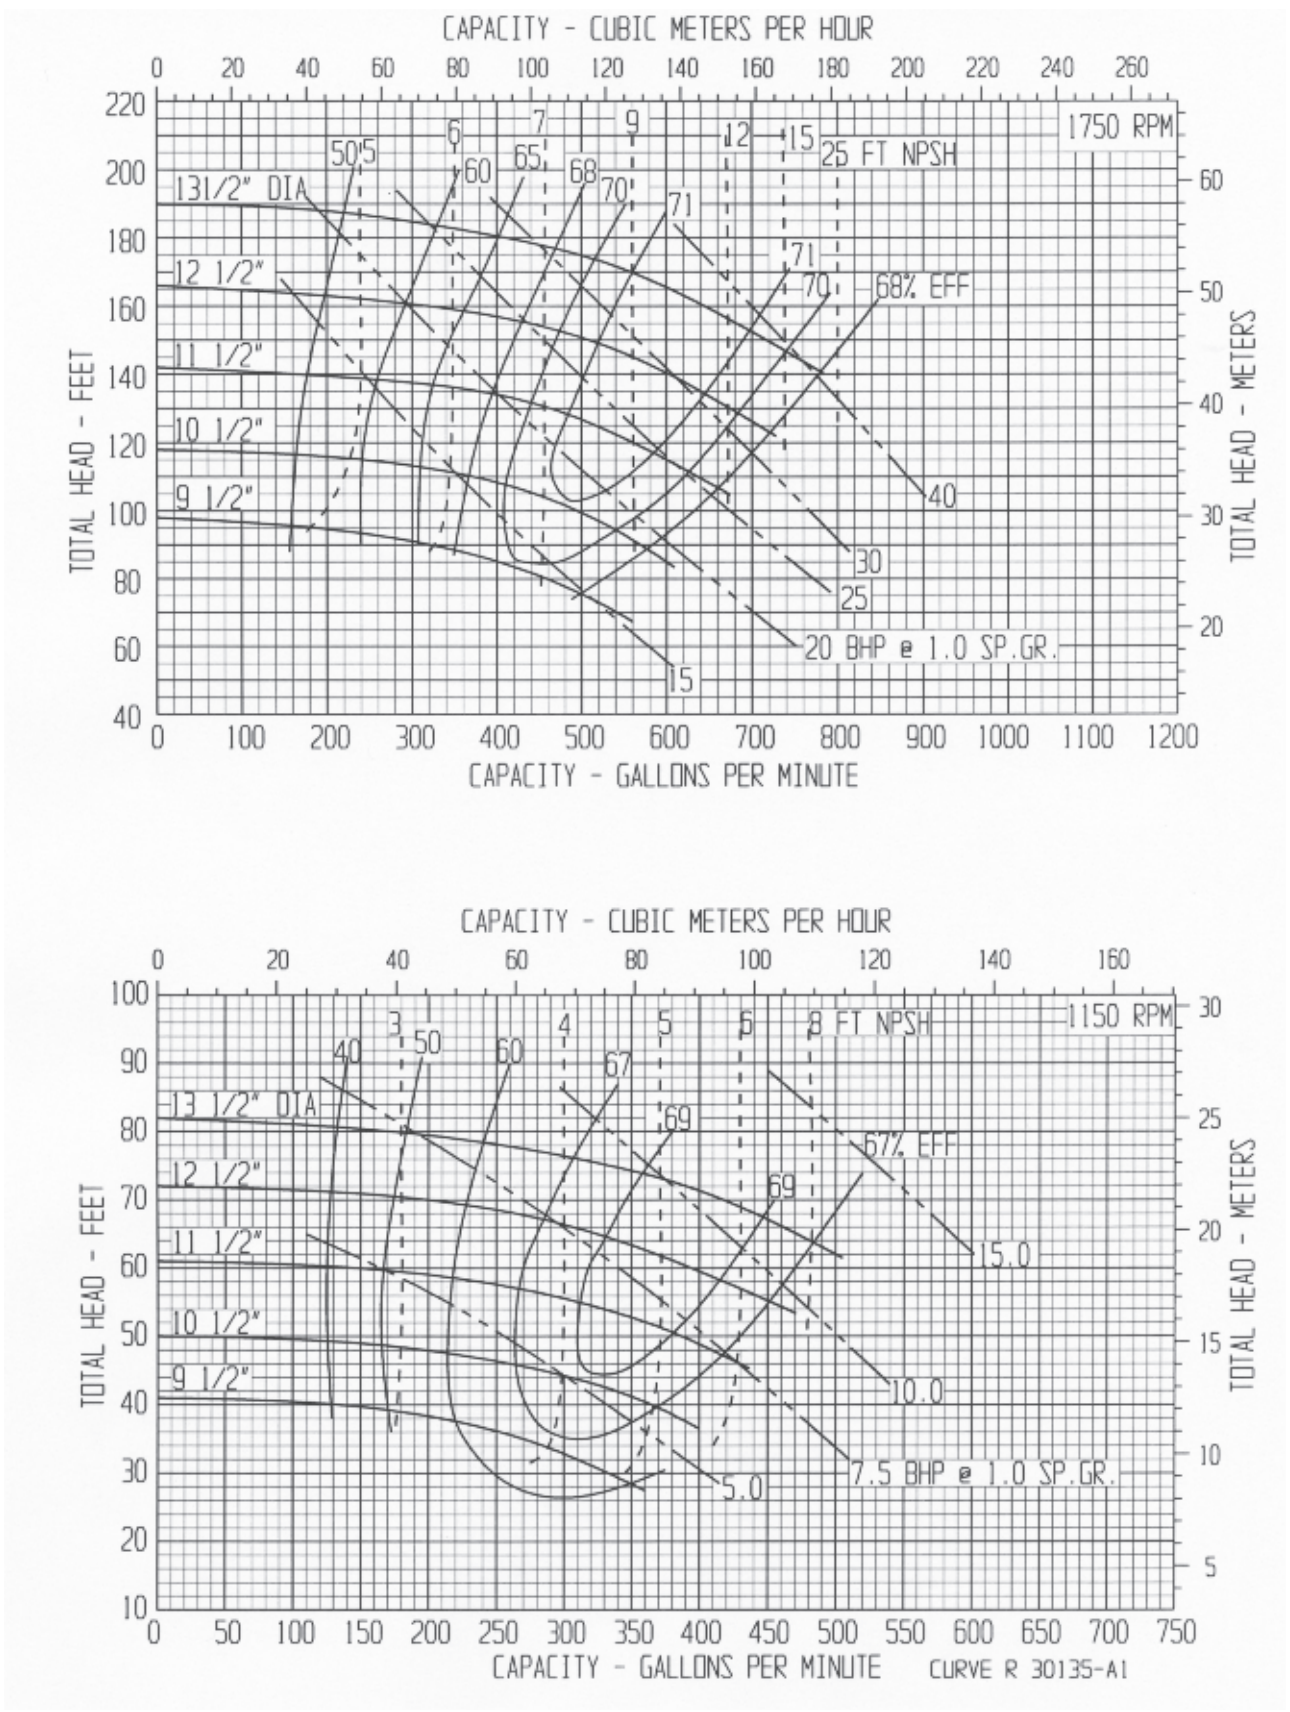 CAPACITY - CUBIC METERS PER HOUR
0 20 40 60 80 100 120 140 160 180 200 220 240 260
220
1750 RPM
7 9
6 12 15
505 65 25 FT NPSH
200
60 68
131/2" DIA 70 60
71
180
12 1/2" 71
70 68% EFF 50
160
11 1/2"
140
40
10 1/2"
120
9 1/2" 40
100 30
30
80 25
20
20 BHP @ 1.0 SP.GR.
60
15
40
TOTAL HEAD - FEET
TOTAL HEAD - METERS
0 100 200 300 400 500 600 700 800 900 1000 1100 1200
CAPACITY - GALLONS PER MINUTE
CAPACITY - CUBIC METERS PER HOUR
0 20 40 60 80 100 120 140 160
100 30
3 4 5 6 8 FT NPSH 1150 RPM
40 50 60 67
90
13 1/2" DIA 69 25
80 67% EFF
12 1/2" 69
70
11 1/2" 20
15.0
60
10 1/2"
50 15
9 1/2"
10.0
40
10
7.5 BHP @ 1.0 SP.GR.
30 5.0
20
5
10
TOTAL HEAD - FEET
TOTAL HEAD - METERS
0 50 100 150 200 250 300 350 400 450 500 550 600 650 700 750
CAPACITY - GALLONS PER MINUTE CURVE R 30135-A1